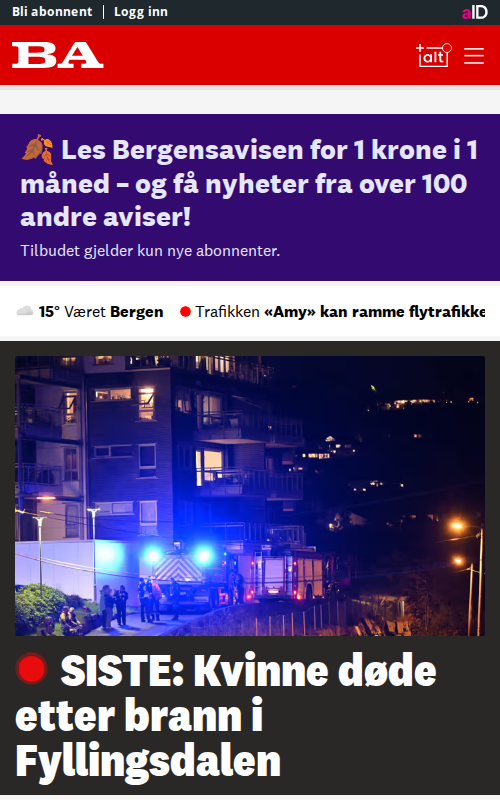 Bli abonnent | Logg inn
aID
BA
+alt
Les Bergensavisen for 1 krone i 1
måned – og få nyheter fra over 100
andre aviser!
Tilbudet gjelder kun nye abonnenter.
15° Været Bergen Trafikken «Amy» kan ramme flytrafikke
SISTE: Kvinne døde
etter brann i
Fyllingsdalen